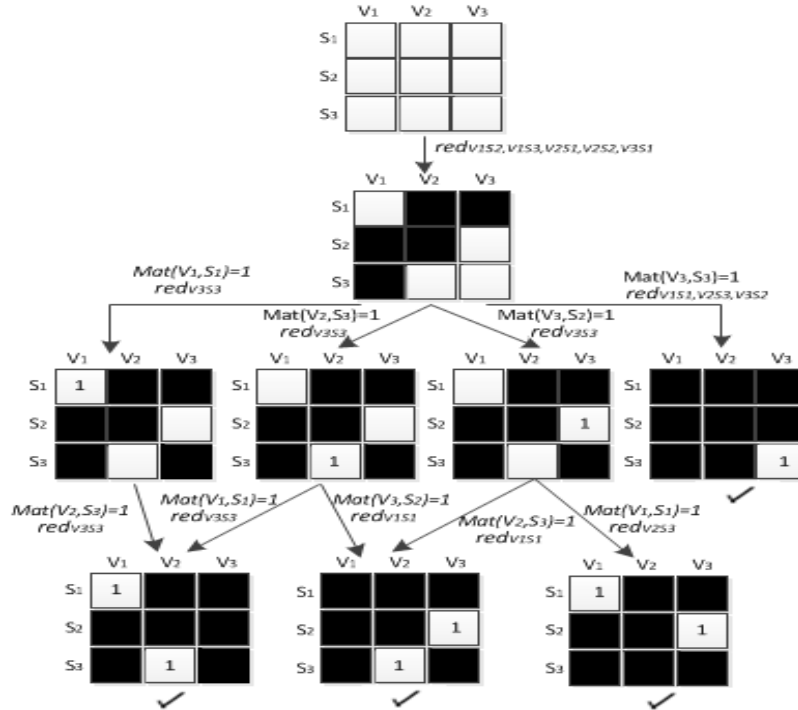 V1 V2 V3
S1
S2
S3
redV1S2,V1S3,V2S1,V2S2,V3S1
V1 V2 V3
S1
S2
S3
Mat(V1,S1)=1
redV3S3
Mat(V2,S3)=1
redV3S3
Mat(V3,S2)=1
redV3S3
Mat(V3,S3)=1
redV1S1,V2S3,V3S2
V1 V2 V3
S1 1
S2
S3
V1 V2 V3
S1
S2
S3 1
V1 V2 V3
S1
S2 1
S3
V1 V2 V3
S1
S2
S3 1
Mat(V2,S3)=1
redV3S3
Mat(V1,S1)=1
redV3S3
Mat(V3,S2)=1
redV1S1
Mat(V2,S3)=1
redV1S1
Mat(V1,S1)=1
redV2S3
V1 V2 V3
S1 1
S2
S3 1
V1 V2 V3
S1
S2 1
S3 1
V1 V2 V3
S1 1
S2 1
S3